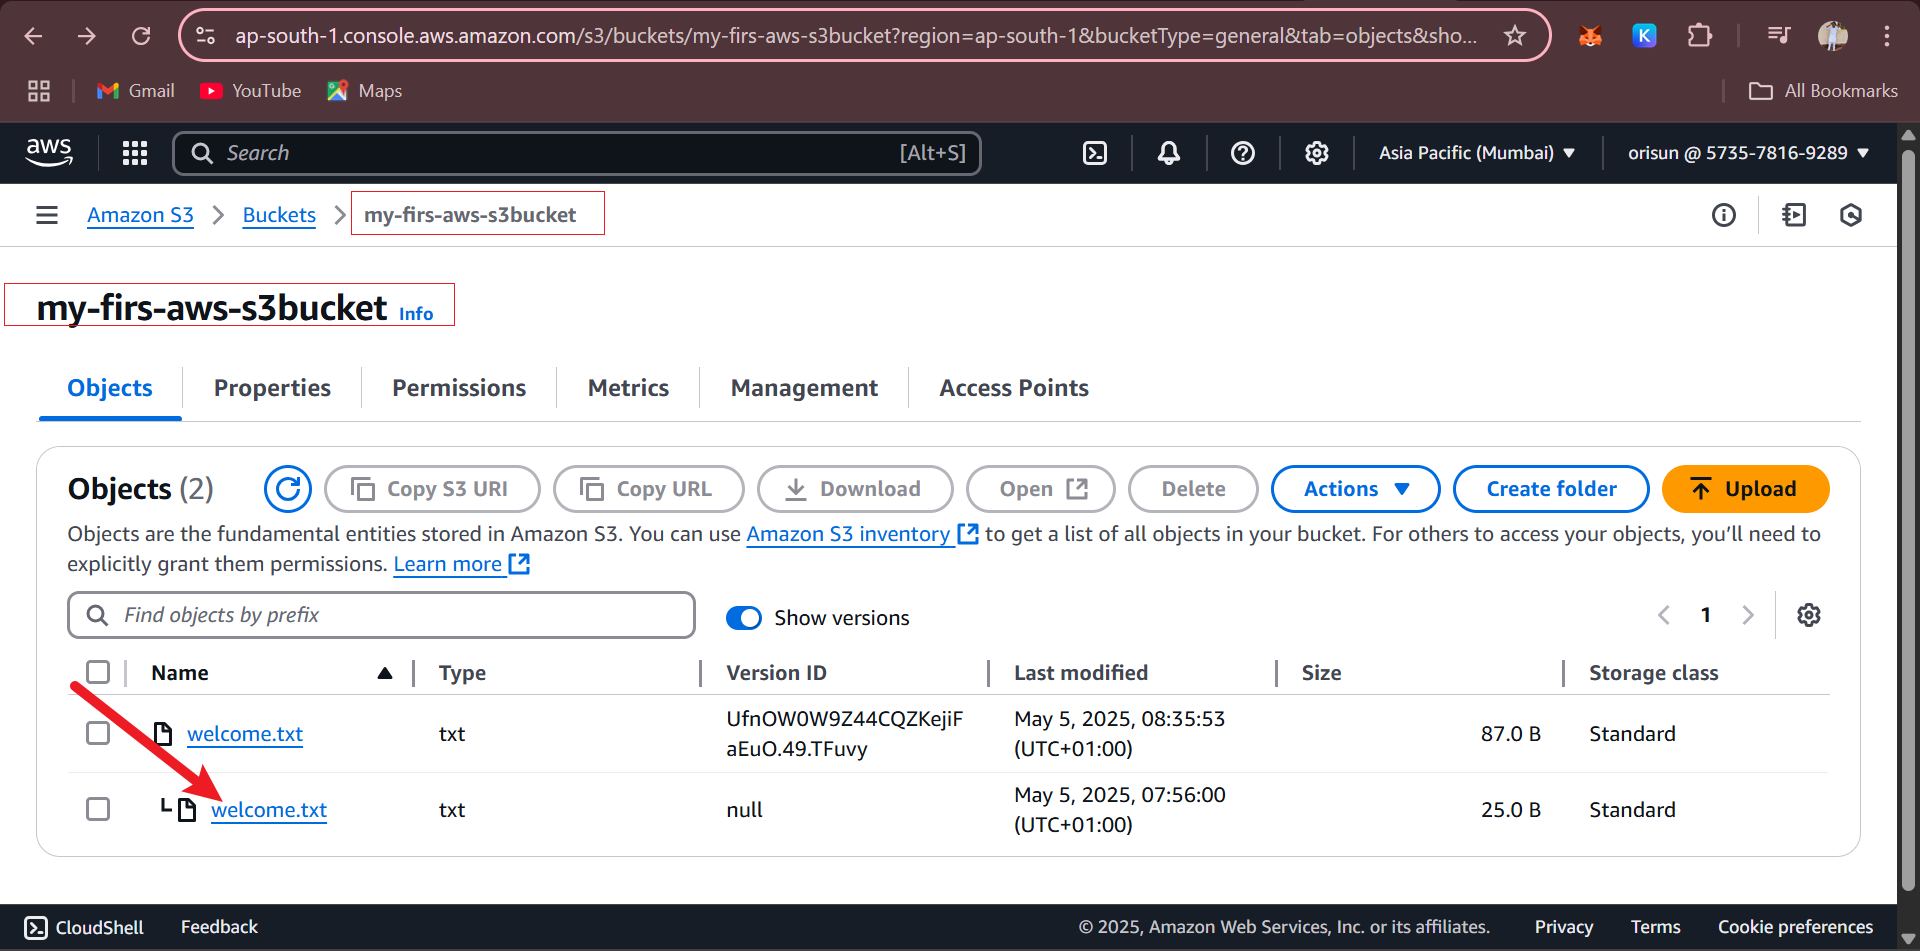 ap-south-1.console.aws.amazon.com/s3/buckets/my-firs-aws-s3bucket?region=ap-south-1&bucketType=general&tab=objects&sho...
K
Gmail
YouTube
Maps
All Bookmarks
aws
Search
[Alt+S]
Asia Pacific (Mumbai)
orisun @ 5735-7816-9289
Amazon S3
Buckets
my-firs-aws-s3bucket
my-firs-aws-s3bucket Info
Objects
Properties
Permissions
Metrics
Management
Access Points
Objects (2)
Copy S3 URI
Copy URL
Download
Open
Delete
Actions
Create folder
Upload
Objects are the fundamental entities stored in Amazon S3. You can use Amazon S3 inventory to get a list of all objects in your bucket. For others to access your objects, you’ll need to
explicitly grant them permissions. Learn more
Find objects by prefix
Show versions
1
Name
Type
Version ID
Last modified
Size
Storage class
welcome.txt
txt
UfnOW0W9Z44CQZKejiF
aEuO.49.TFuvy
May 5, 2025, 08:35:53
(UTC+01:00)
87.0 B
Standard
welcome.txt
txt
null
May 5, 2025, 07:56:00
(UTC+01:00)
25.0 B
Standard
CloudShell
Feedback
© 2025, Amazon Web Services, Inc. or its affiliates.
Privacy
Terms
Cookie preferences